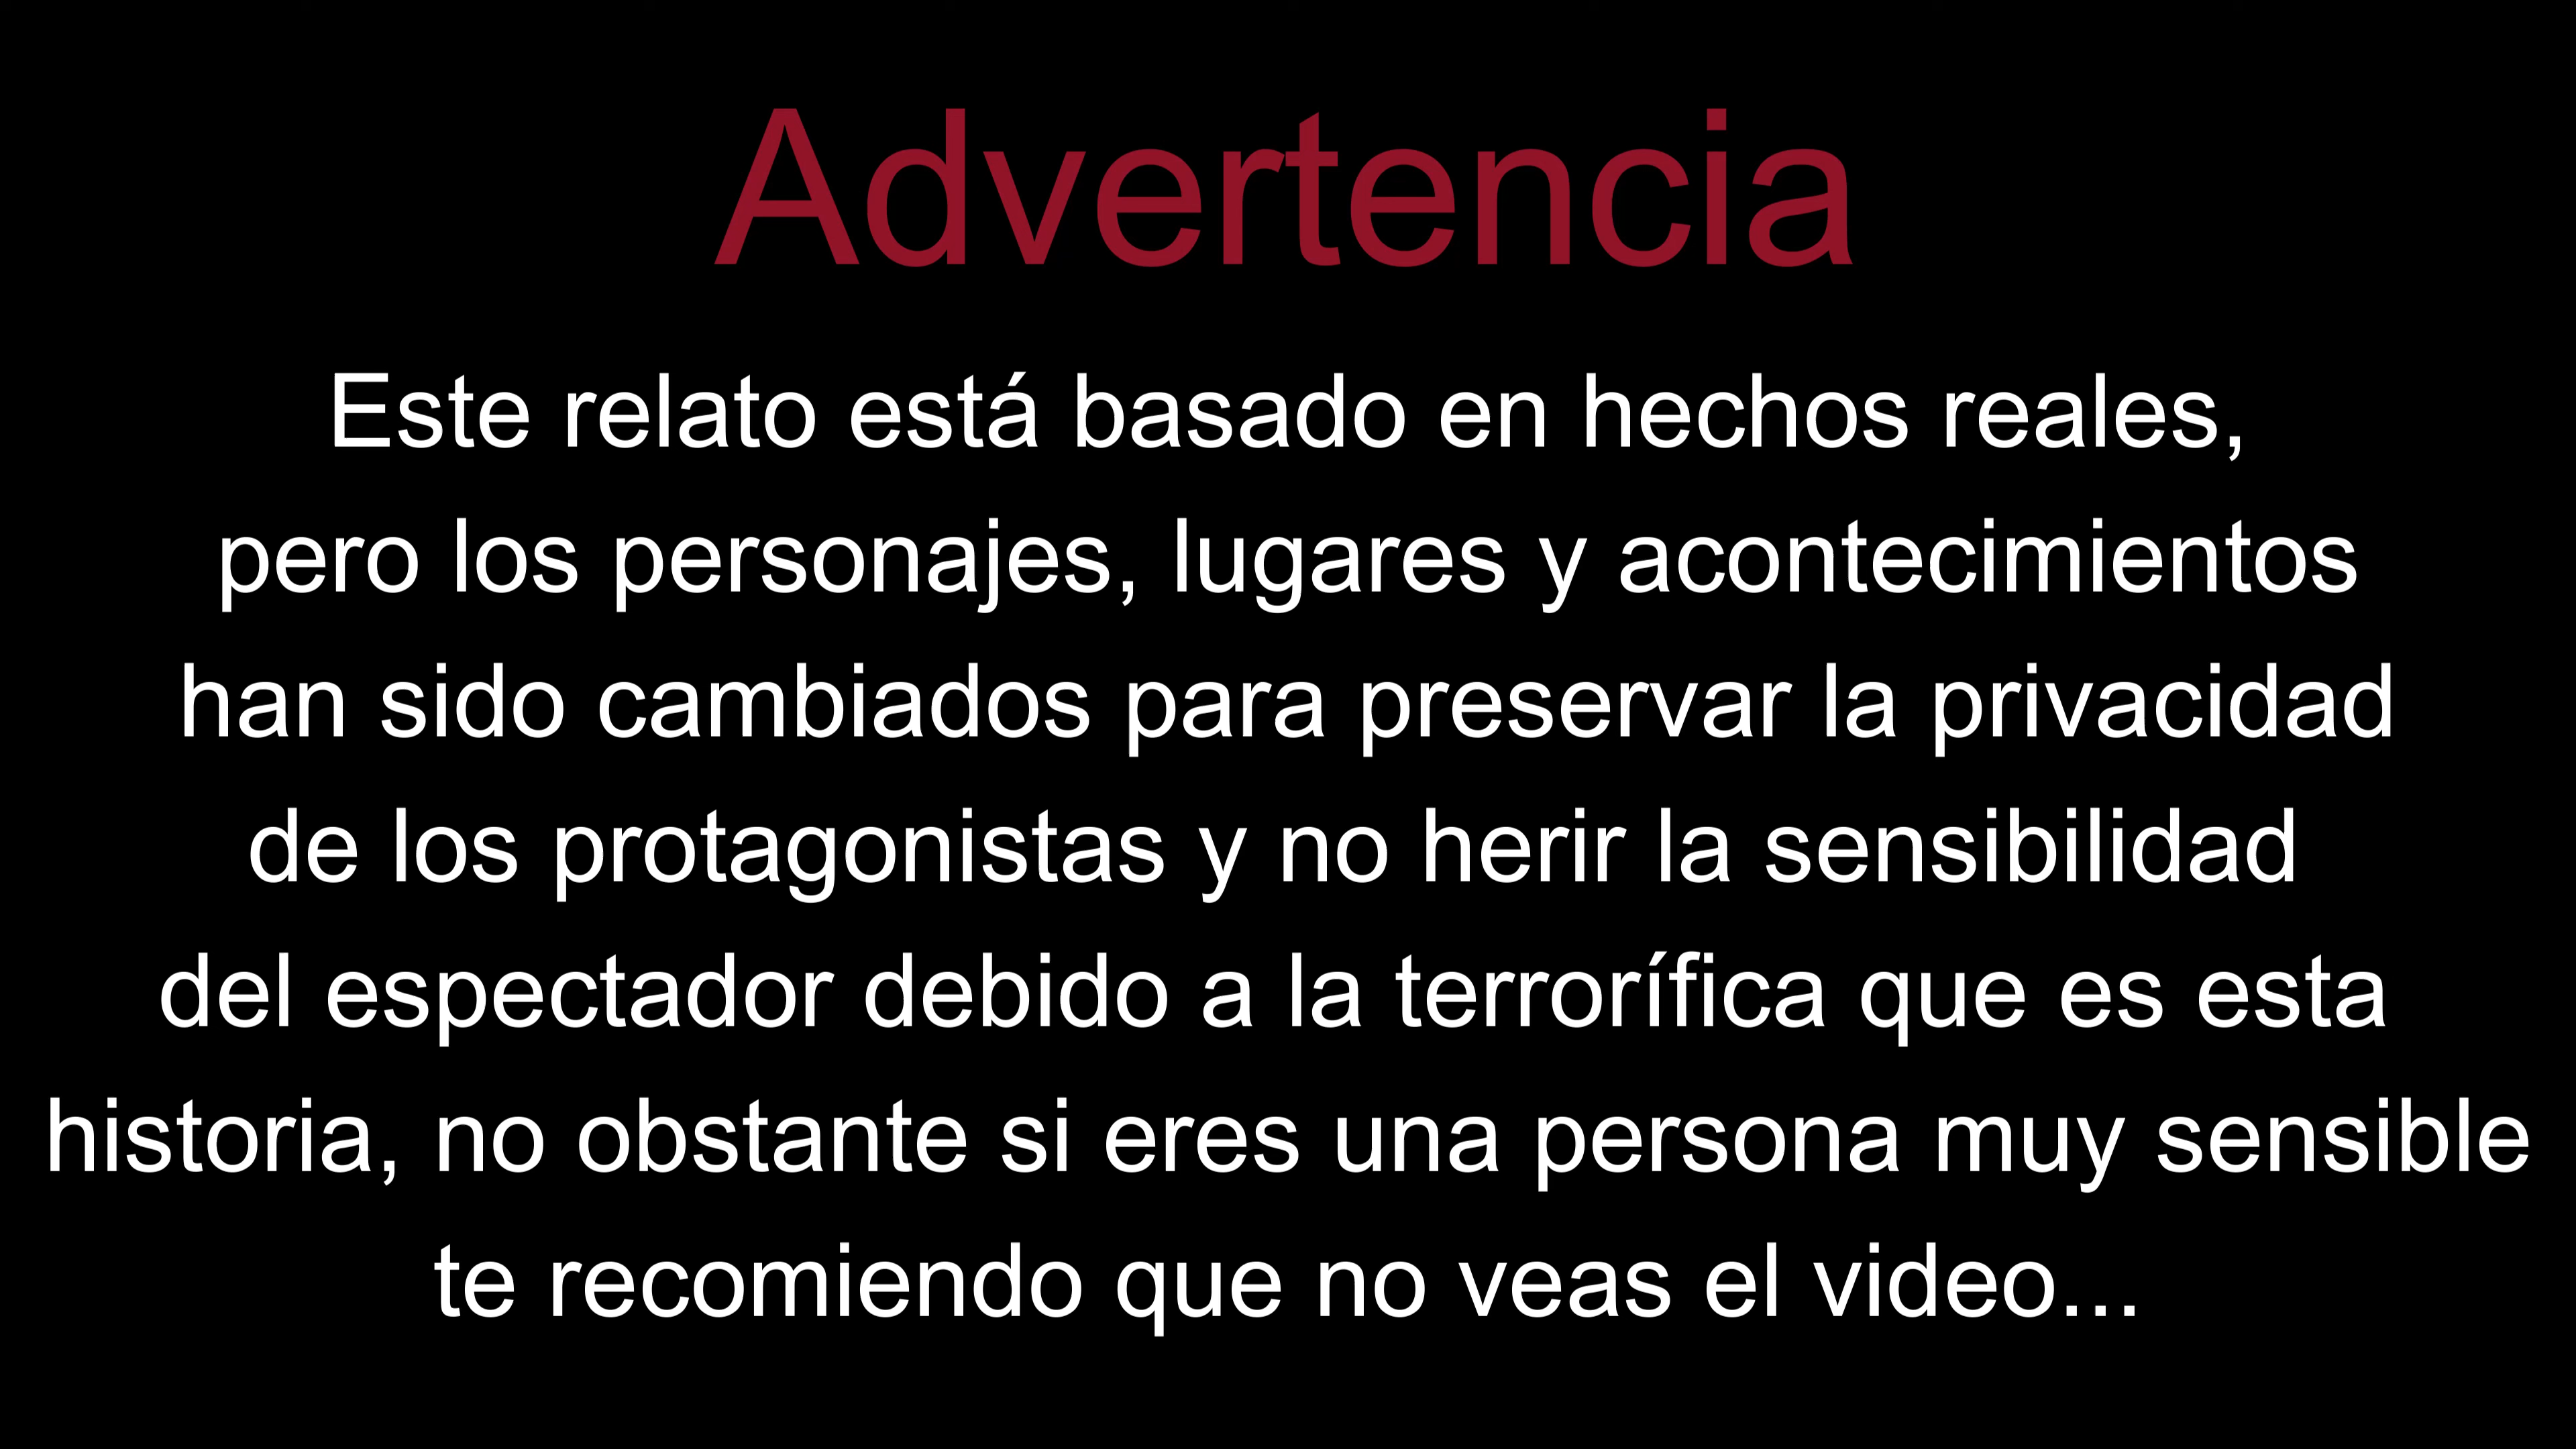 Advertencia
Este relato está basado en hechos reales,
pero los personajes, lugares y acontecimientos
han sido cambiados para preservar la privacidad
de los protagonistas y no herir la sensibilidad
del espectador debido a la terrorífica que es esta
historia, no obstante si eres una persona muy sensible
te recomiendo que no veas el video...